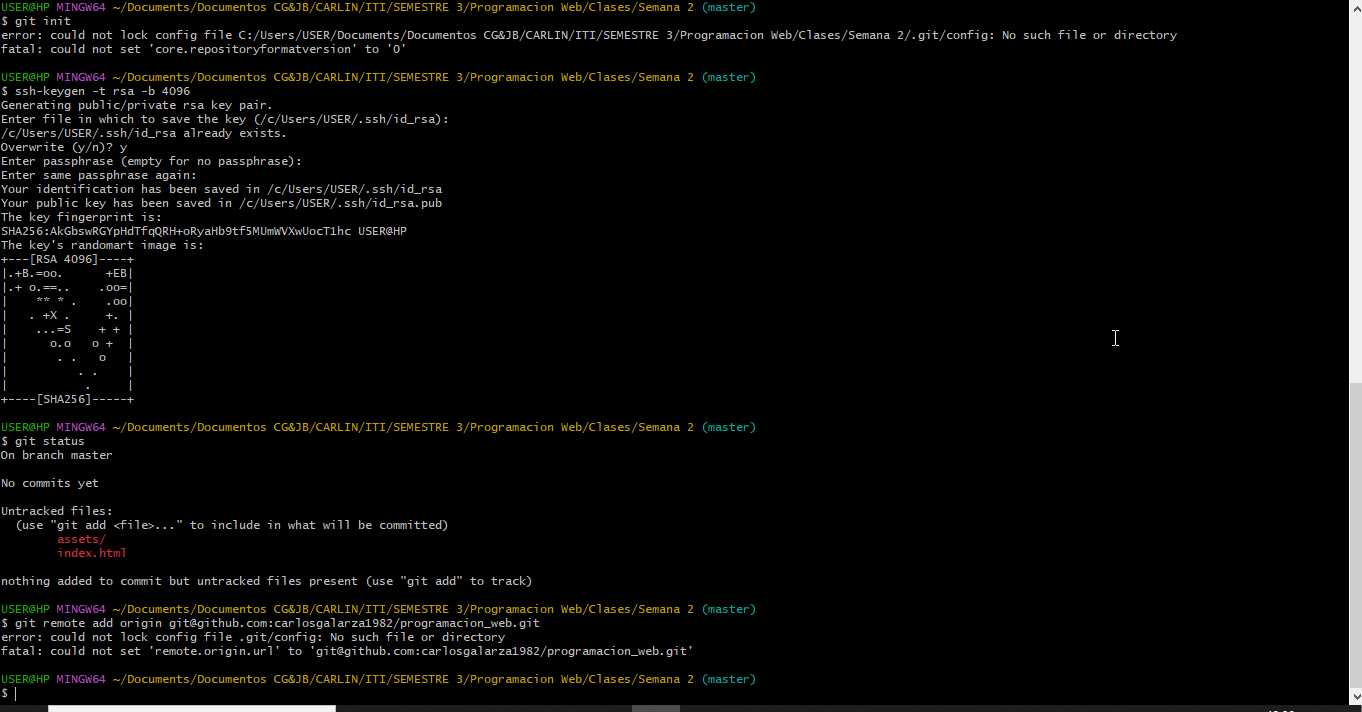 USER@HP MINGW64 ~/Documents/Documentos CG&JB/CARLIN/ITI/SEMESTRE 3/Programacion Web/Clases/Semana 2 (master)
$ git init
error: could not lock config file C:/Users/USER/Documents/Documentos CG&JB/CARLIN/ITI/SEMESTRE 3/Programacion Web/Clases/Semana 2/.git/config: No such file or directory
fatal: could not set 'core.repositoryformatversion' to '0'

USER@HP MINGW64 ~/Documents/Documentos CG&JB/CARLIN/ITI/SEMESTRE 3/Programacion Web/Clases/Semana 2 (master)
$ ssh-keygen -t rsa -b 4096
Generating public/private rsa key pair.
Enter file in which to save the key (/c/Users/USER/.ssh/id_rsa):
/c/Users/USER/.ssh/id_rsa already exists.
Overwrite (y/n)? y
Enter passphrase (empty for no passphrase):
Enter same passphrase again:
Your identification has been saved in /c/Users/USER/.ssh/id_rsa
Your public key has been saved in /c/Users/USER/.ssh/id_rsa.pub
The key fingerprint is:
SHA256:AkGbswRGYpHdTfqQRH+oRyaHb9tf5MUmWVXwUocT1hc USER@HP
The key's randomart image is:
+---[RSA 4096]----+
|.+B.=oo.      +EB|
|.+ o.==..    .oo=|
|    ** * .    .oo|
|   . +X .     +. |
|    ...=S    + + |
|      o.o   o +  |
|       . .   o   |
|          . .    |
|           .     |
+----[SHA256]-----+

USER@HP MINGW64 ~/Documents/Documentos CG&JB/CARLIN/ITI/SEMESTRE 3/Programacion Web/Clases/Semana 2 (master)
$ git status
On branch master

No commits yet

Untracked files:
  (use "git add <file>..." to include in what will be committed)
        assets/
        index.html

nothing added to commit but untracked files present (use "git add" to track)

USER@HP MINGW64 ~/Documents/Documentos CG&JB/CARLIN/ITI/SEMESTRE 3/Programacion Web/Clases/Semana 2 (master)
$ git remote add origin git@github.com:carlosgalarza1982/programacion_web.git
error: could not lock config file .git/config: No such file or directory
fatal: could not set 'remote.origin.url' to 'git@github.com:carlosgalarza1982/programacion_web.git'

USER@HP MINGW64 ~/Documents/Documentos CG&JB/CARLIN/ITI/SEMESTRE 3/Programacion Web/Clases/Semana 2 (master)
$